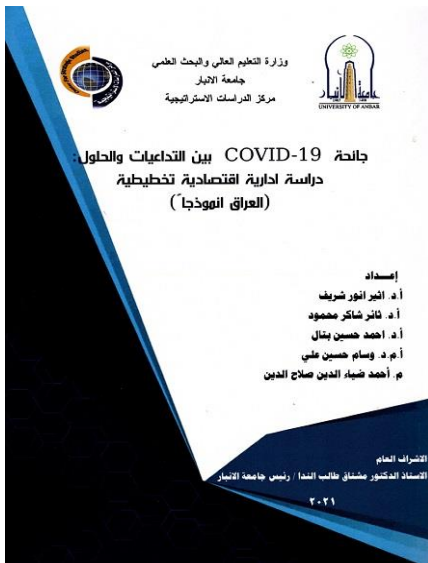 وزارة التعليم العالي والبحث العلمي
جامعة الانبار
مركز الدراسات الاستراتيجية
UNIVERSITY OF ANBAR
جائحة COVID-19 بين التداعيات والحلول:
دراسة ادارية اقتصادية تخطيطية
(العراق انموذجاً)
إعـــداد
أ.د. اثير انور شريف
أ.د. ثائر شاكر محمود
أ.د. احمد حسين بتال
أ.م.د. وسام حسين علي
م. أحمد ضياء الدين صلاح الدين
الاشراف العام
الاستاذ الدكتور مشتاق طالب الندا / رئيس جامعة الانبار
٢٠٢١